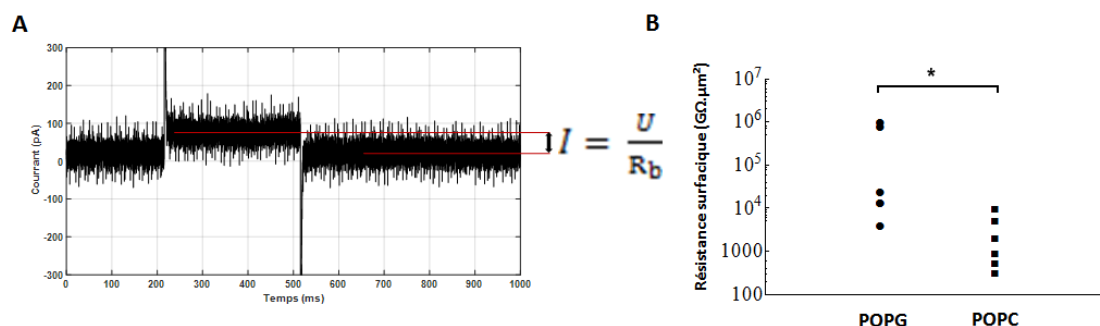 A
300
200
100
0
-100
-200
-300
Courrant (pA)
0 100 200 300 400 500 600 700 800 900 1000
Temps (ms)
I = U / R_b
B
Résistance surfacique (GΩ.µm²)
10⁷
10⁶
10⁵
10⁴
1000
100
*
POPG POPC